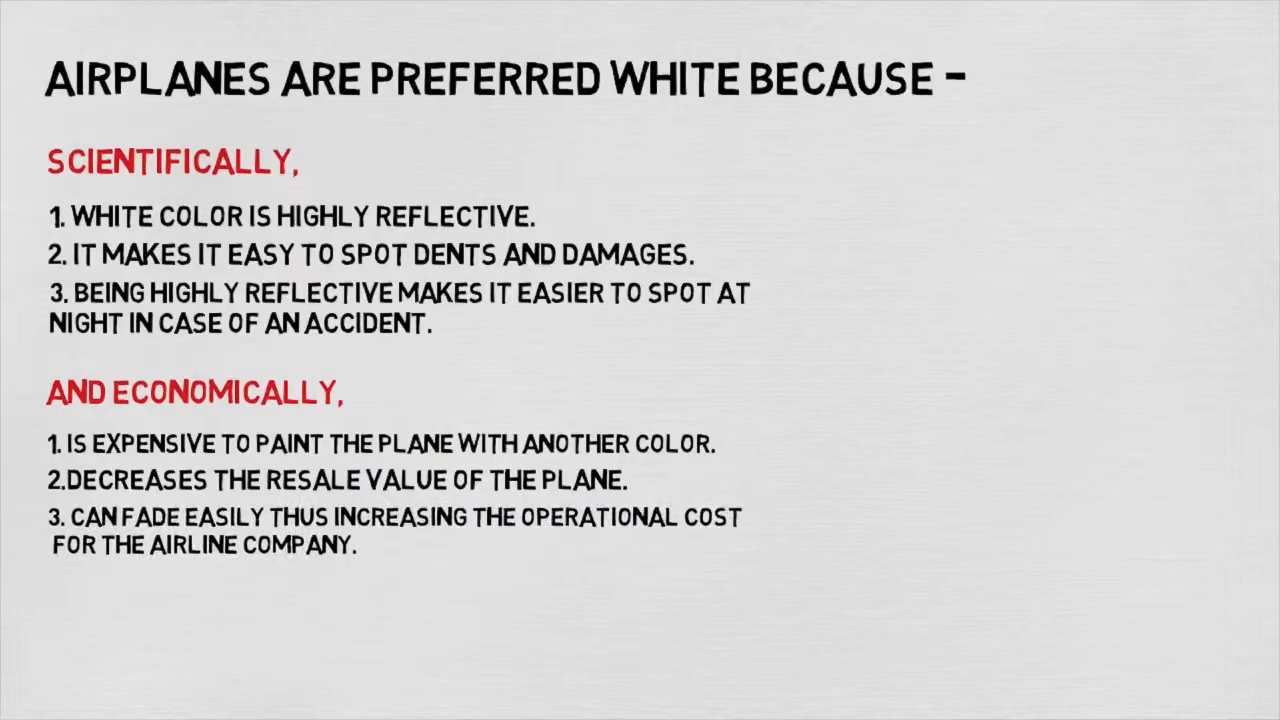 AIRPLANES ARE PREFERRED WHITE BECAUSE -
SCIENTIFICALLY,
1. WHITE COLOR IS HIGHLY REFLECTIVE.
2. IT MAKES IT EASY TO SPOT DENTS AND DAMAGES.
3. BEING HIGHLY REFLECTIVE MAKES IT EASIER TO SPOT AT
NIGHT IN CASE OF AN ACCIDENT.
AND ECONOMICALLY,
1. IS EXPENSIVE TO PAINT THE PLANE WITH ANOTHER COLOR.
2.DECREASES THE RESALE VALUE OF THE PLANE.
3. CAN FADE EASILY THUS INCREASING THE OPERATIONAL COST
FOR THE AIRLINE COMPANY.